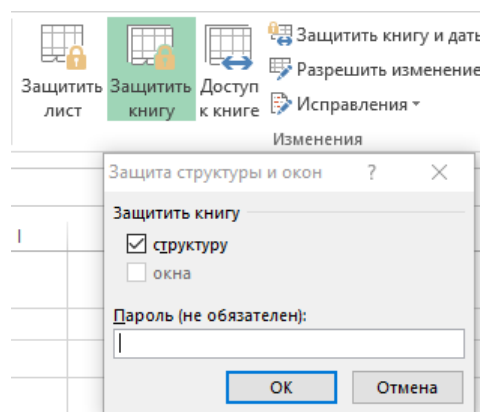 Защитить лист
Защитить книгу
Доступ к книге
Защитить книгу и дать
Разрешить изменение
Исправления
Изменения
Защита структуры и окон ?
I
Защитить книгу
структуру
окна
Пароль (не обязателен):
ОК Отмена